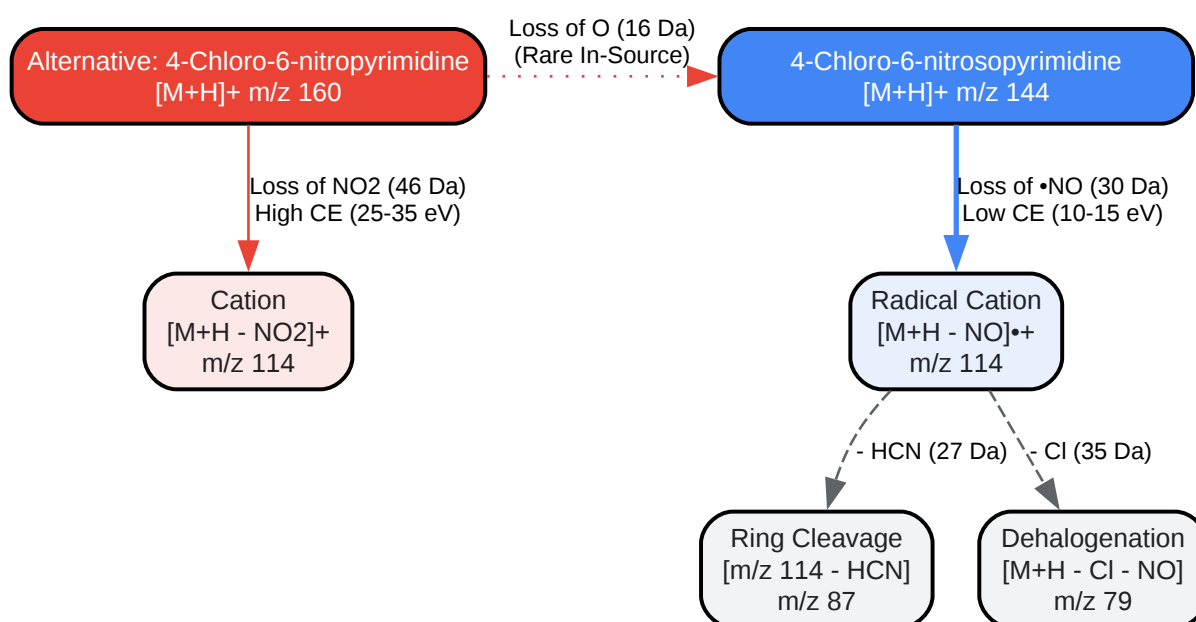 Loss of O (16 Da)
(Rare In-Source)
Alternative: 4-Chloro-6-nitropyrimidine
[M+H]+ m/z 160
4-Chloro-6-nitrosopyrimidine
[M+H]+ m/z 144
Loss of NO2 (46 Da)
High CE (25-35 eV)
Loss of •NO (30 Da)
Low CE (10-15 eV)
Cation
[M+H - NO2]+
m/z 114
Radical Cation
[M+H - NO]•+
m/z 114
- HCN (27 Da)
- Cl (35 Da)
Ring Cleavage
[m/z 114 - HCN]
m/z 87
Dehalogenation
[M+H - Cl - NO]
m/z 79